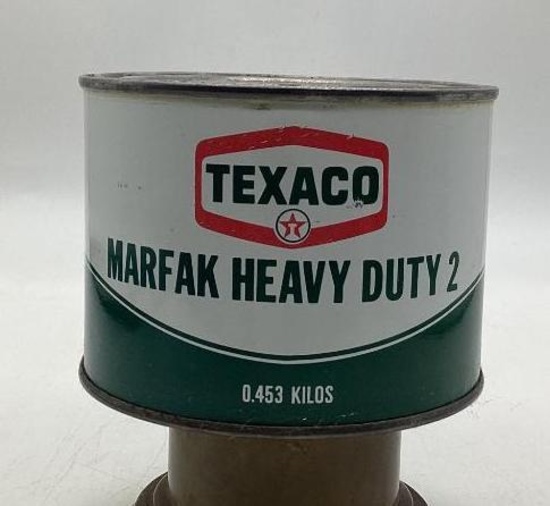 TEXACO
T
MARFAK HEAVY DUTY 2
0.453 KILOS